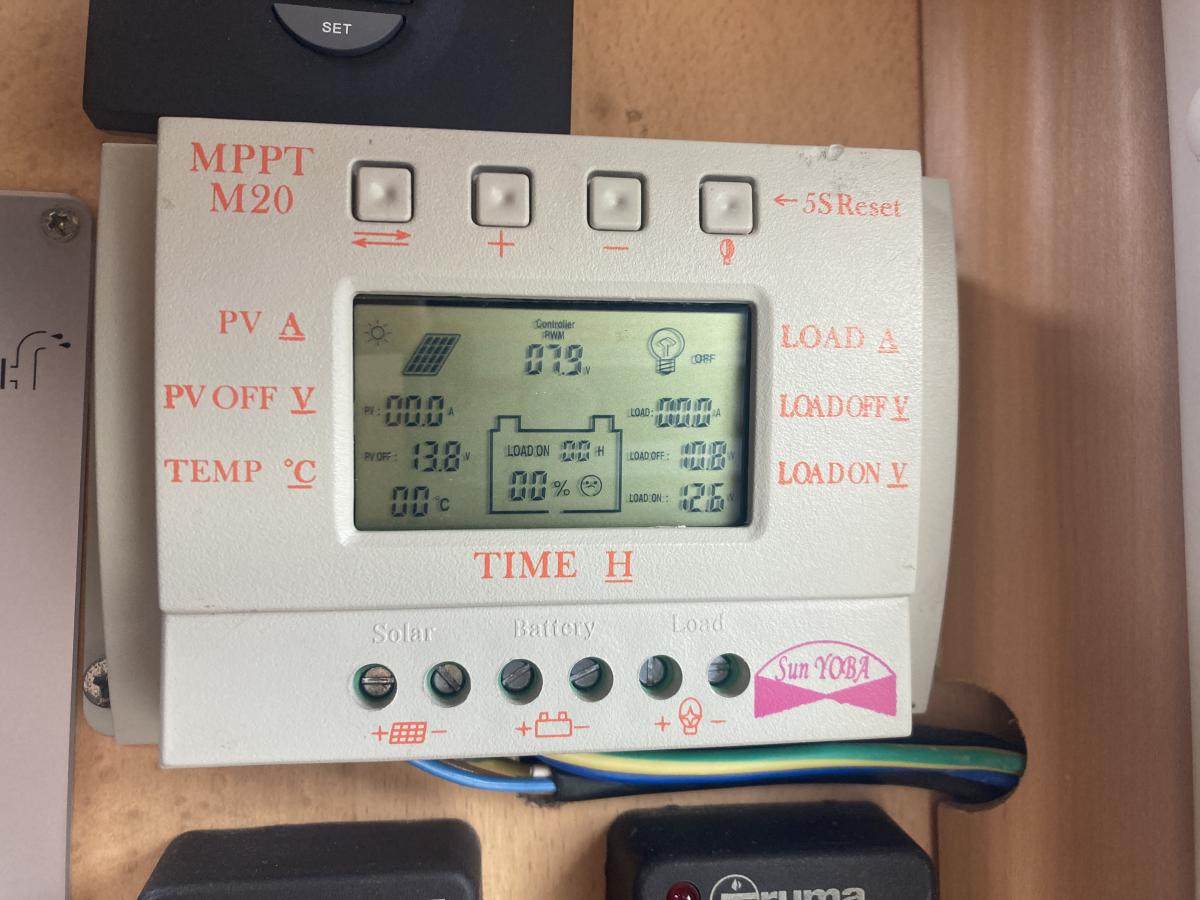 SET
MPPT
M20
←5S Reset
+
−
PV A
PV OFF V
TEMP °C
Controller
PWM
07.9 V
OFF
PV: 00.0 A
PV OFF: 13.8 V
00 °C
LOAD ON 00 H
00 %
LOAD: 00.0 A
LOAD OFF: 10.8 V
LOAD ON: 12.6 V
LOAD A
LOAD OFF V
LOAD ON V
TIME H
Solar Battery Load
+ − + − + −
Sun YOBA
Truma